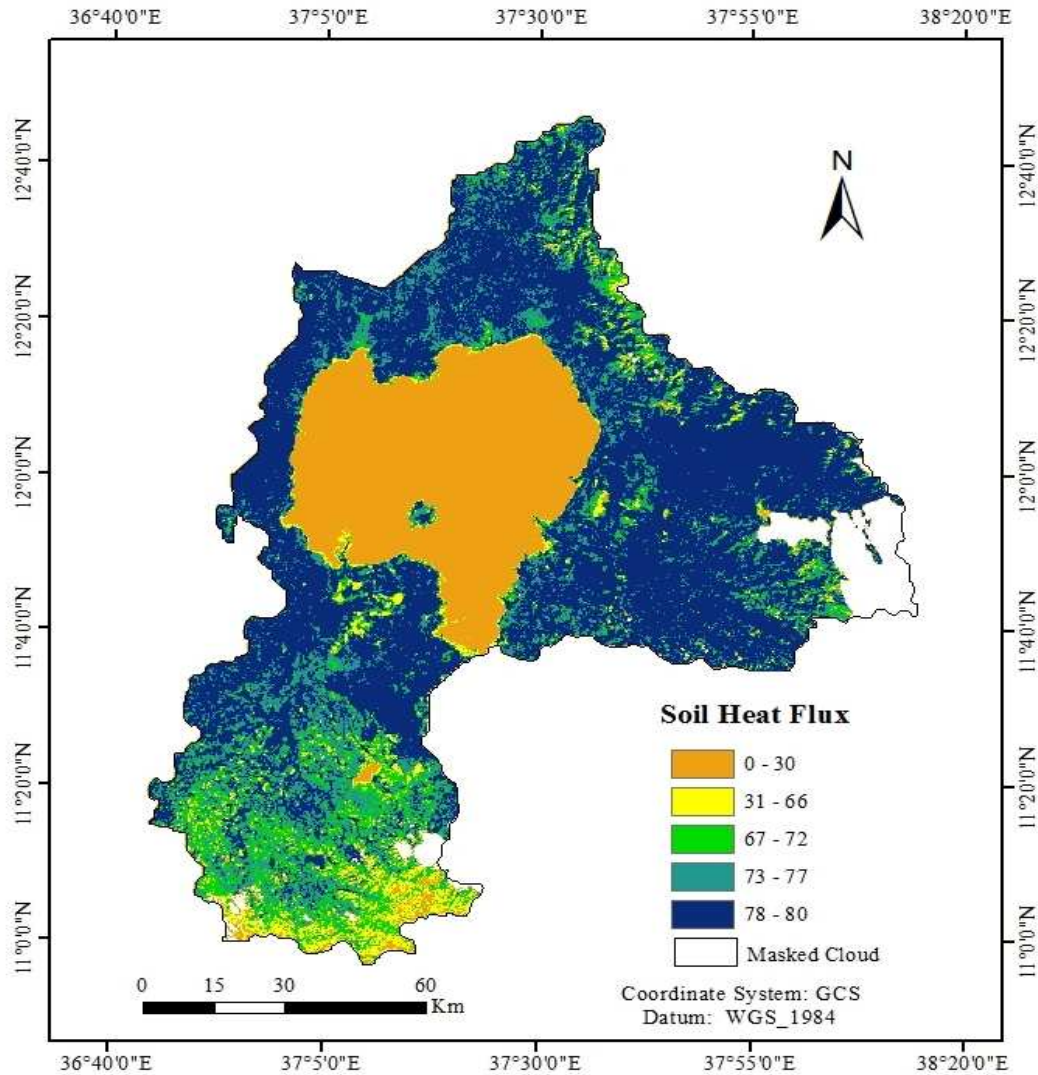 36°40'0"E 37°5'0"E 37°30'0"E 37°55'0"E 38°20'0"E
12°40'0"N 12°40'0"N
N
12°20'0"N 12°20'0"N
12°0'0"N 12°0'0"N
11°40'0"N 11°40'0"N
Soil Heat Flux
0 - 30
11°20'0"N 11°20'0"N
31 - 66
67 - 72
73 - 77
78 - 80
11°0'0"N 11°0'0"N
Masked Cloud
0 15 30 60
Km
Coordinate System: GCS
Datum: WGS_1984
36°40'0"E 37°5'0"E 37°30'0"E 37°55'0"E 38°20'0"E